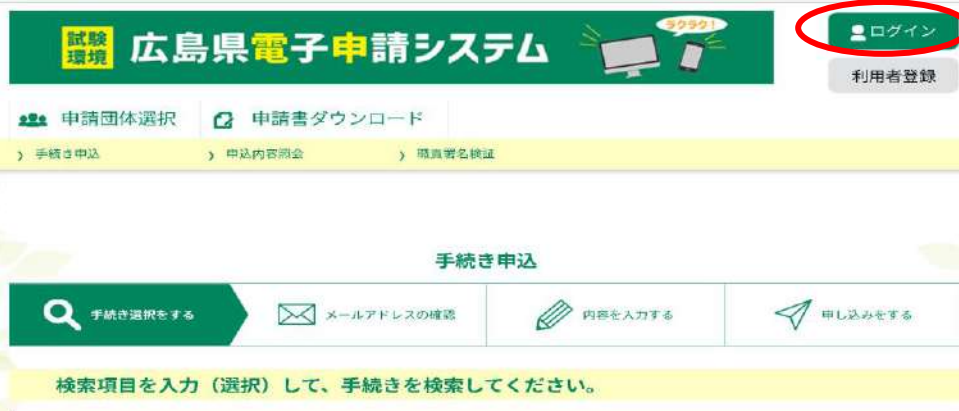 試験環境
広島県電子申請システム
ラクラク!
ログイン
利用者登録
申請団体選択
申請書ダウンロード
手続き申込
申込内容照会
職責署名検証
手続き申込
手続き選択をする
メールアドレスの確認
内容を入力する
申し込みをする
検索項目を入力（選択）して、手続きを検索してください。